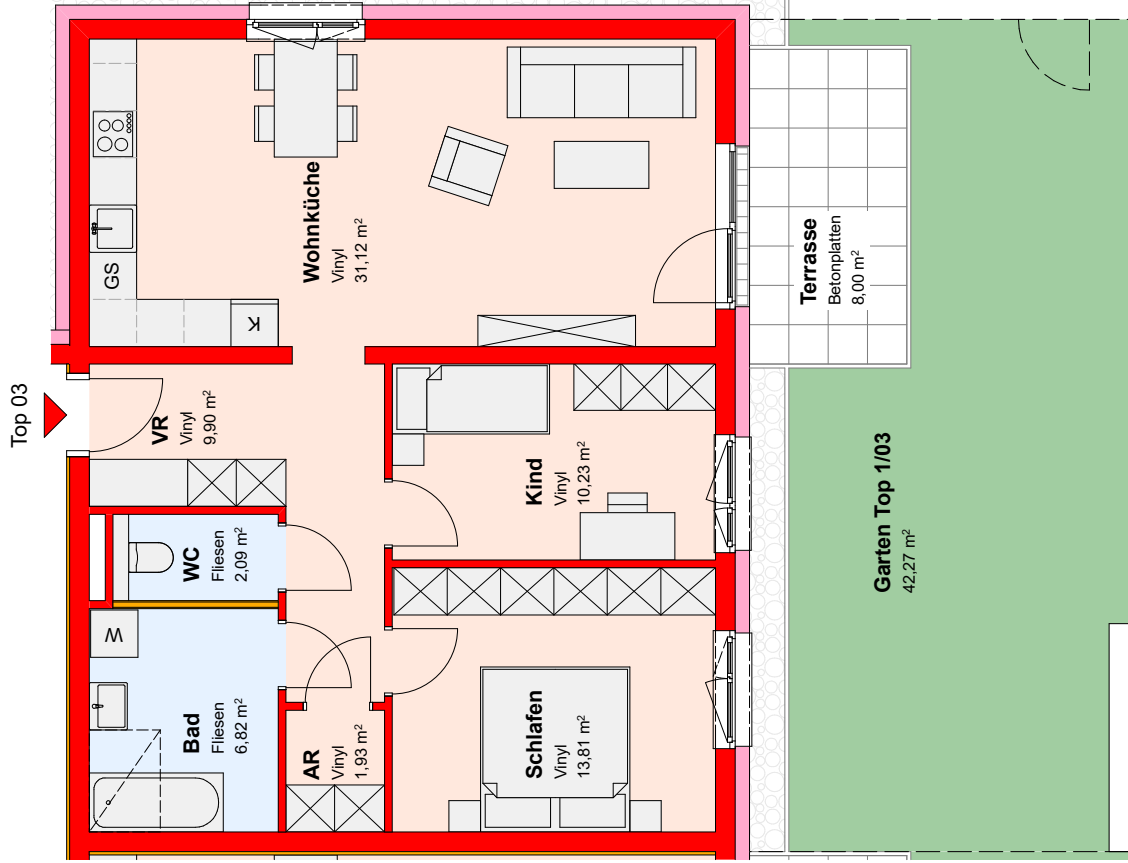 Top 03
Wohnküche
Vinyl
31,12 m²
GS
K
Terrasse
Betonplatten
8,00 m²
VR
Vinyl
9,90 m²
Kind
Vinyl
10,23 m²
WC
Fliesen
2,09 m²
W
Bad
Fliesen
6,82 m²
AR
Vinyl
1,93 m²
Schlafen
Vinyl
13,81 m²
Garten Top 1/03
42,27 m²